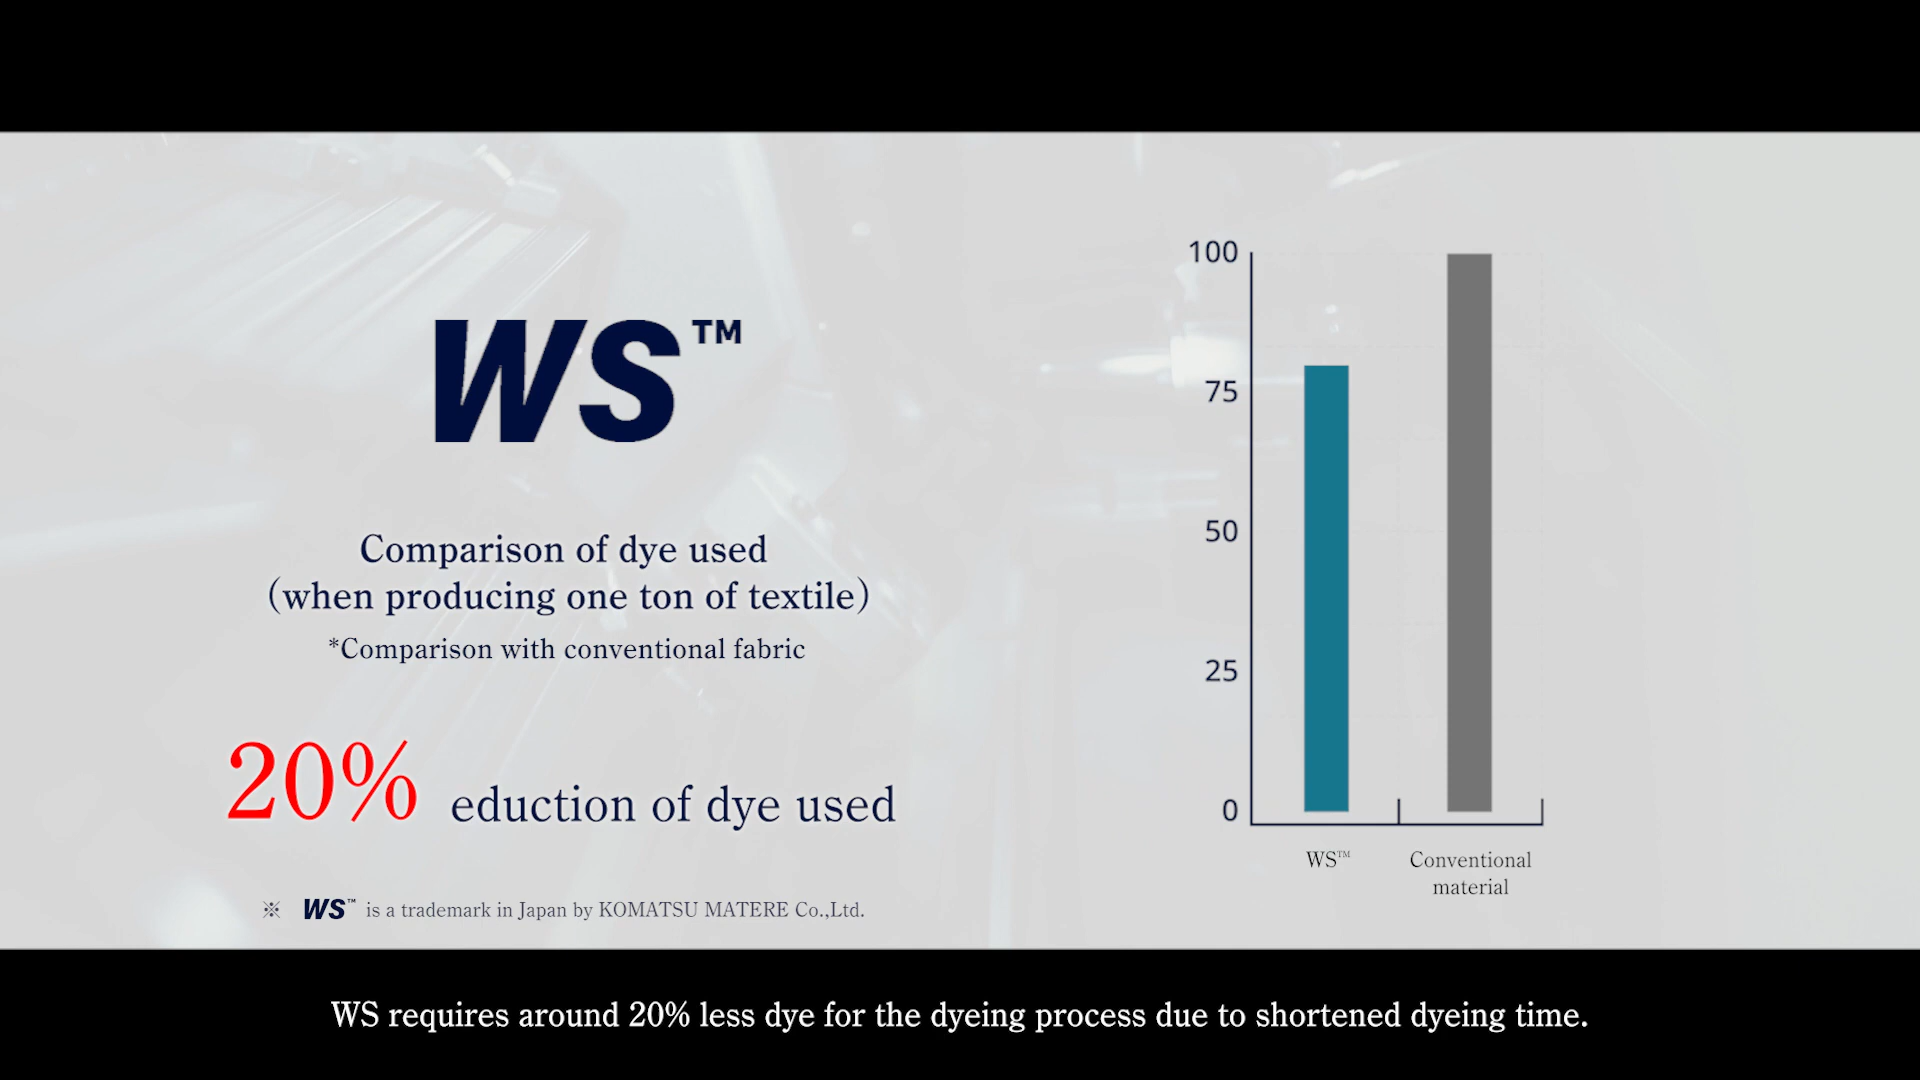 WS™
Comparison of dye used
(when producing one ton of textile)
*Comparison with conventional fabric
20% eduction of dye used
※ WS™ is a trademark in Japan by KOMATSU MATERE Co.,Ltd.
100
75
50
25
0
WS™
Conventional
material
WS requires around 20% less dye for the dyeing process due to shortened dyeing time.